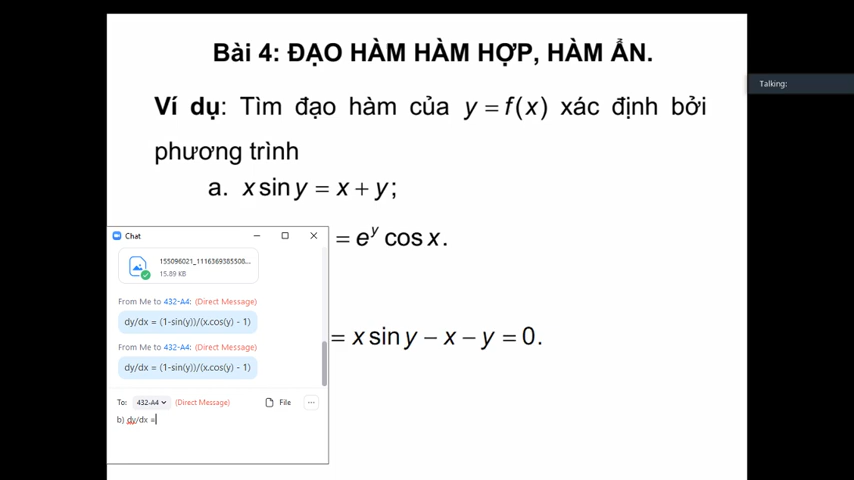 Bài 4: ĐẠO HÀM HÀM HỢP, HÀM ẨN.
Talking:
Ví dụ: Tìm đạo hàm của y = f(x) xác định bởi
phương trình
a. x sin y = x + y;
= e^y cos x.
= x sin y − x − y = 0.
Chat
155096021_1116369385508...
15.89 KB
From Me to 432-A4: (Direct Message)
dy/dx = (1-sin(y))/(x.cos(y) - 1)
From Me to 432-A4: (Direct Message)
dy/dx = (1-sin(y))/(x.cos(y) - 1)
To: 432-A4 (Direct Message) File ...
b) dy/dx =